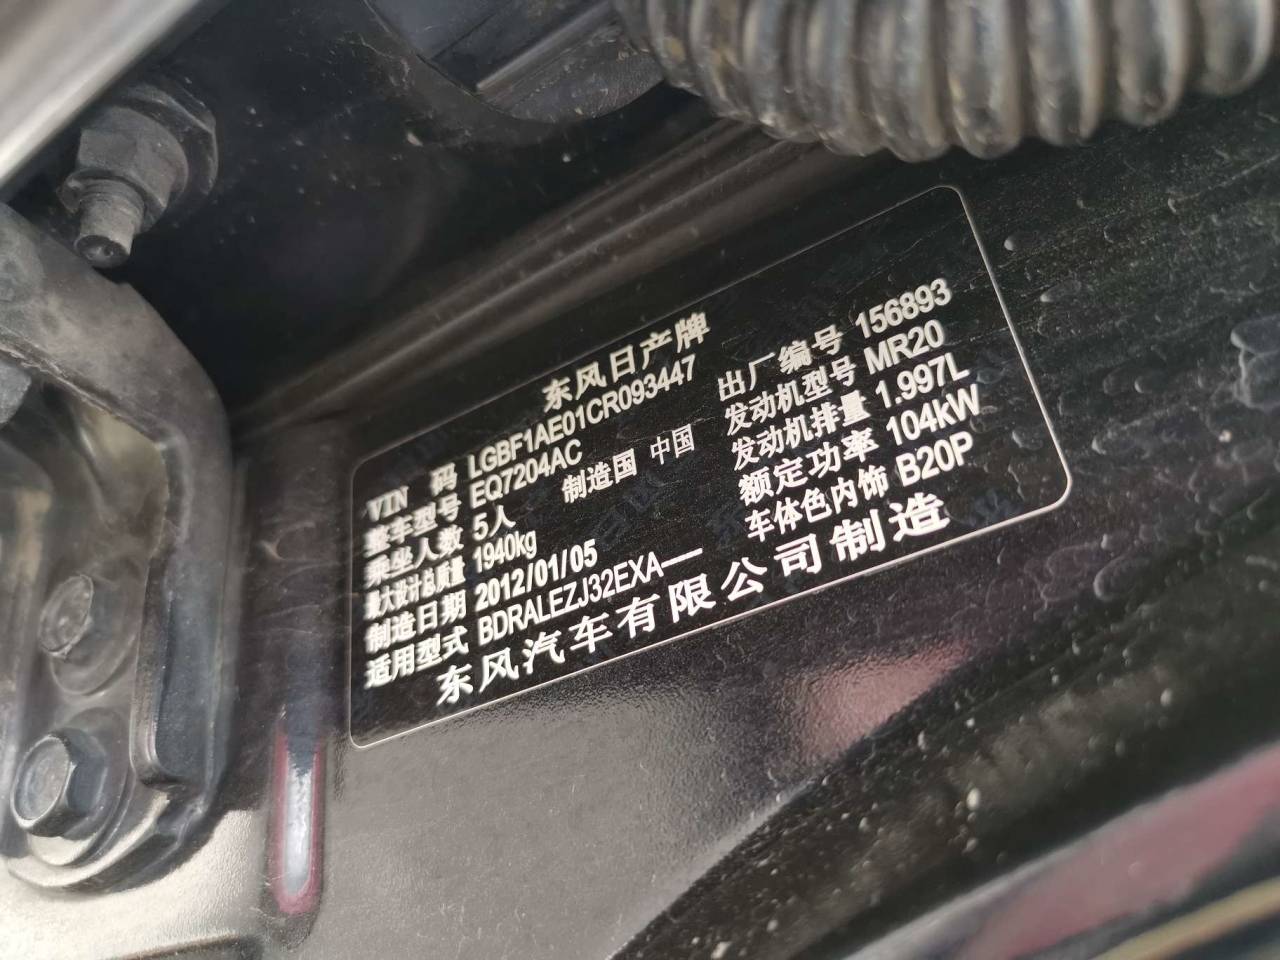 东风日产牌
VIN 码 LGBF1AE01CR093447 出厂编号 156893
整车型号 EQ7204AC 发动机型号 MR20
乘坐人数 5人 制造国 中国 发动机排量 1.997L
最大设计总质量 1940kg 额定功率 104kW
制造日期 2012/01/05 车体色内饰 B20P
适用型式 BDRALEZJ32EXA—
东风汽车有限公司制造